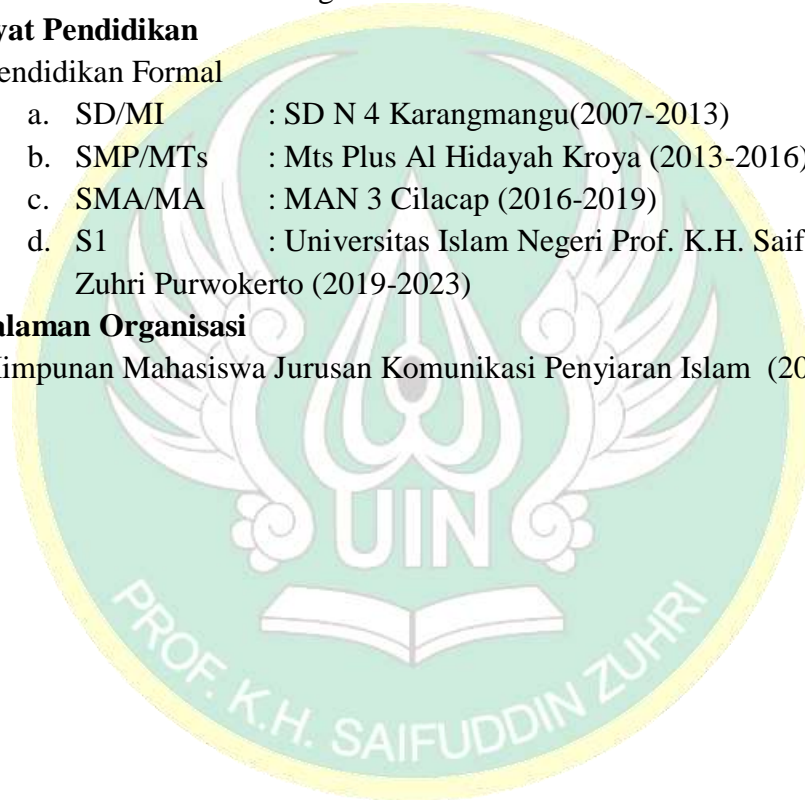 yat Pendidikan
endidikan Formal
a. SD/MI : SD N 4 Karangmangu(2007-2013)
b. SMP/MTs : Mts Plus Al Hidayah Kroya (2013-2016)
c. SMA/MA : MAN 3 Cilacap (2016-2019)
d. S1 : Universitas Islam Negeri Prof. K.H. Saif
Zuhri Purwokerto (2019-2023)
alaman Organisasi
impunan Mahasiswa Jurusan Komunikasi Penyiaran Islam (20
UIN
PROF. K.H. SAIFUDDIN ZUHRI